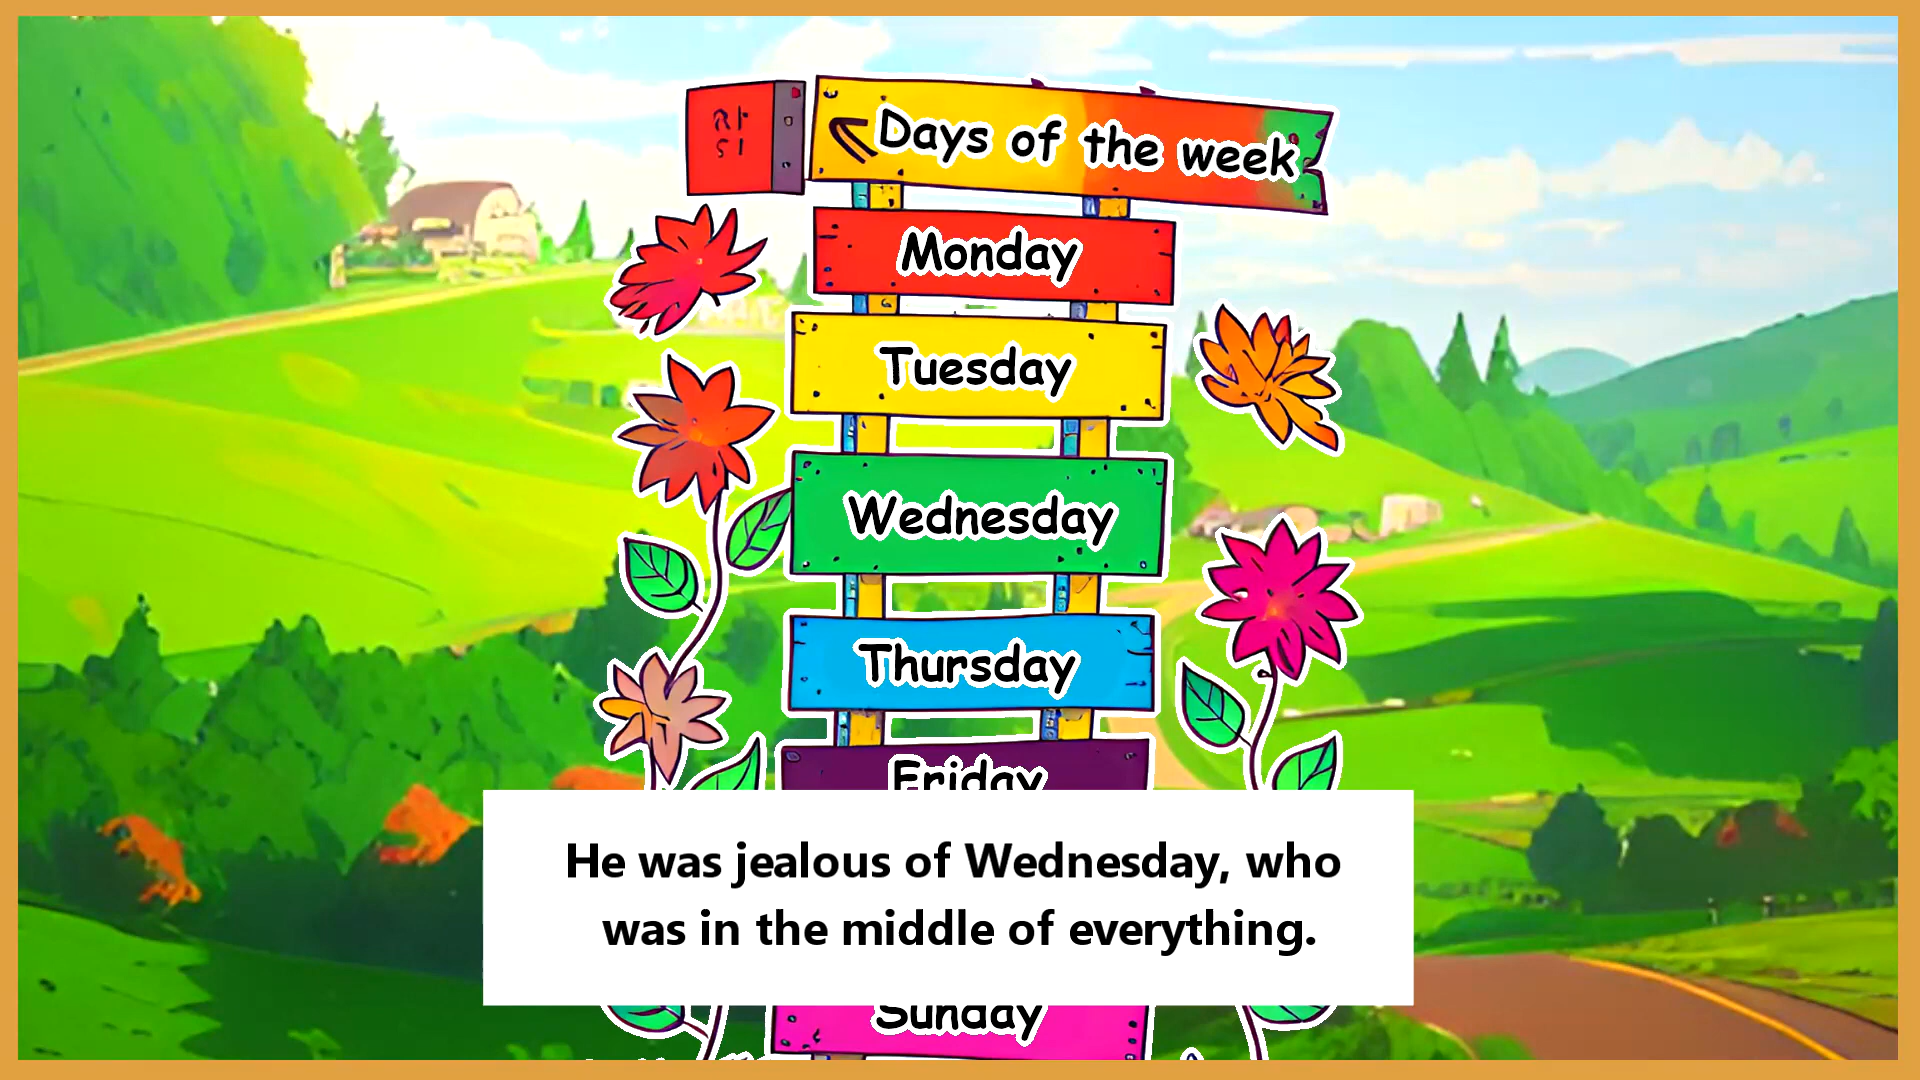 Days of the week
Monday
Tuesday
Wednesday
Thursday
Friday
He was jealous of Wednesday, who
was in the middle of everything.
Sunday